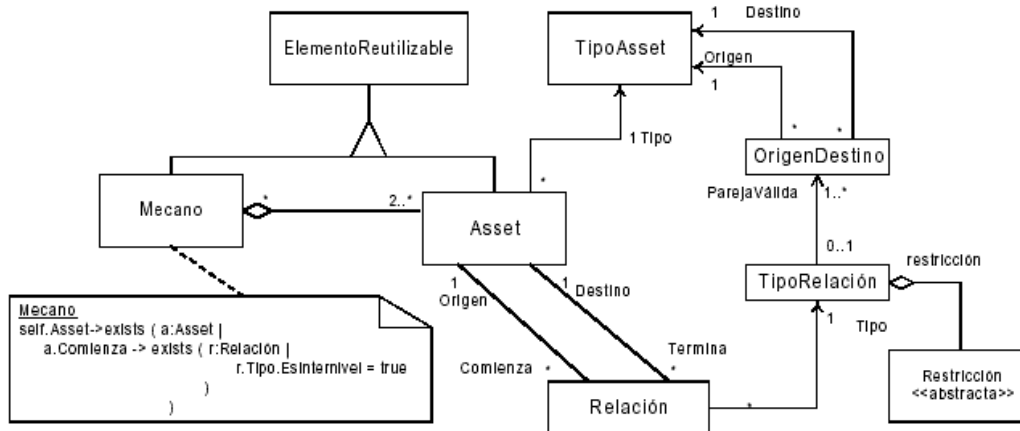 1
Destino
ElementoReutilizable
TipoAsset
Origen
1
1 Tipo
*
*
OrigenDestino
*
ParejaVálida
1..*
Mecano
*
2..*
Asset
0..1
restricción
TipoRelación
1
Origen
1
Destino
1
Tipo
Mecano
self.Asset->exists ( a:Asset |
a.Comienza -> exists ( r:Relación |
r.Tipo.EsInternivel = true
)
)
Termina
Comienza
*
*
Relación
*
Restricción
<<abstracta>>